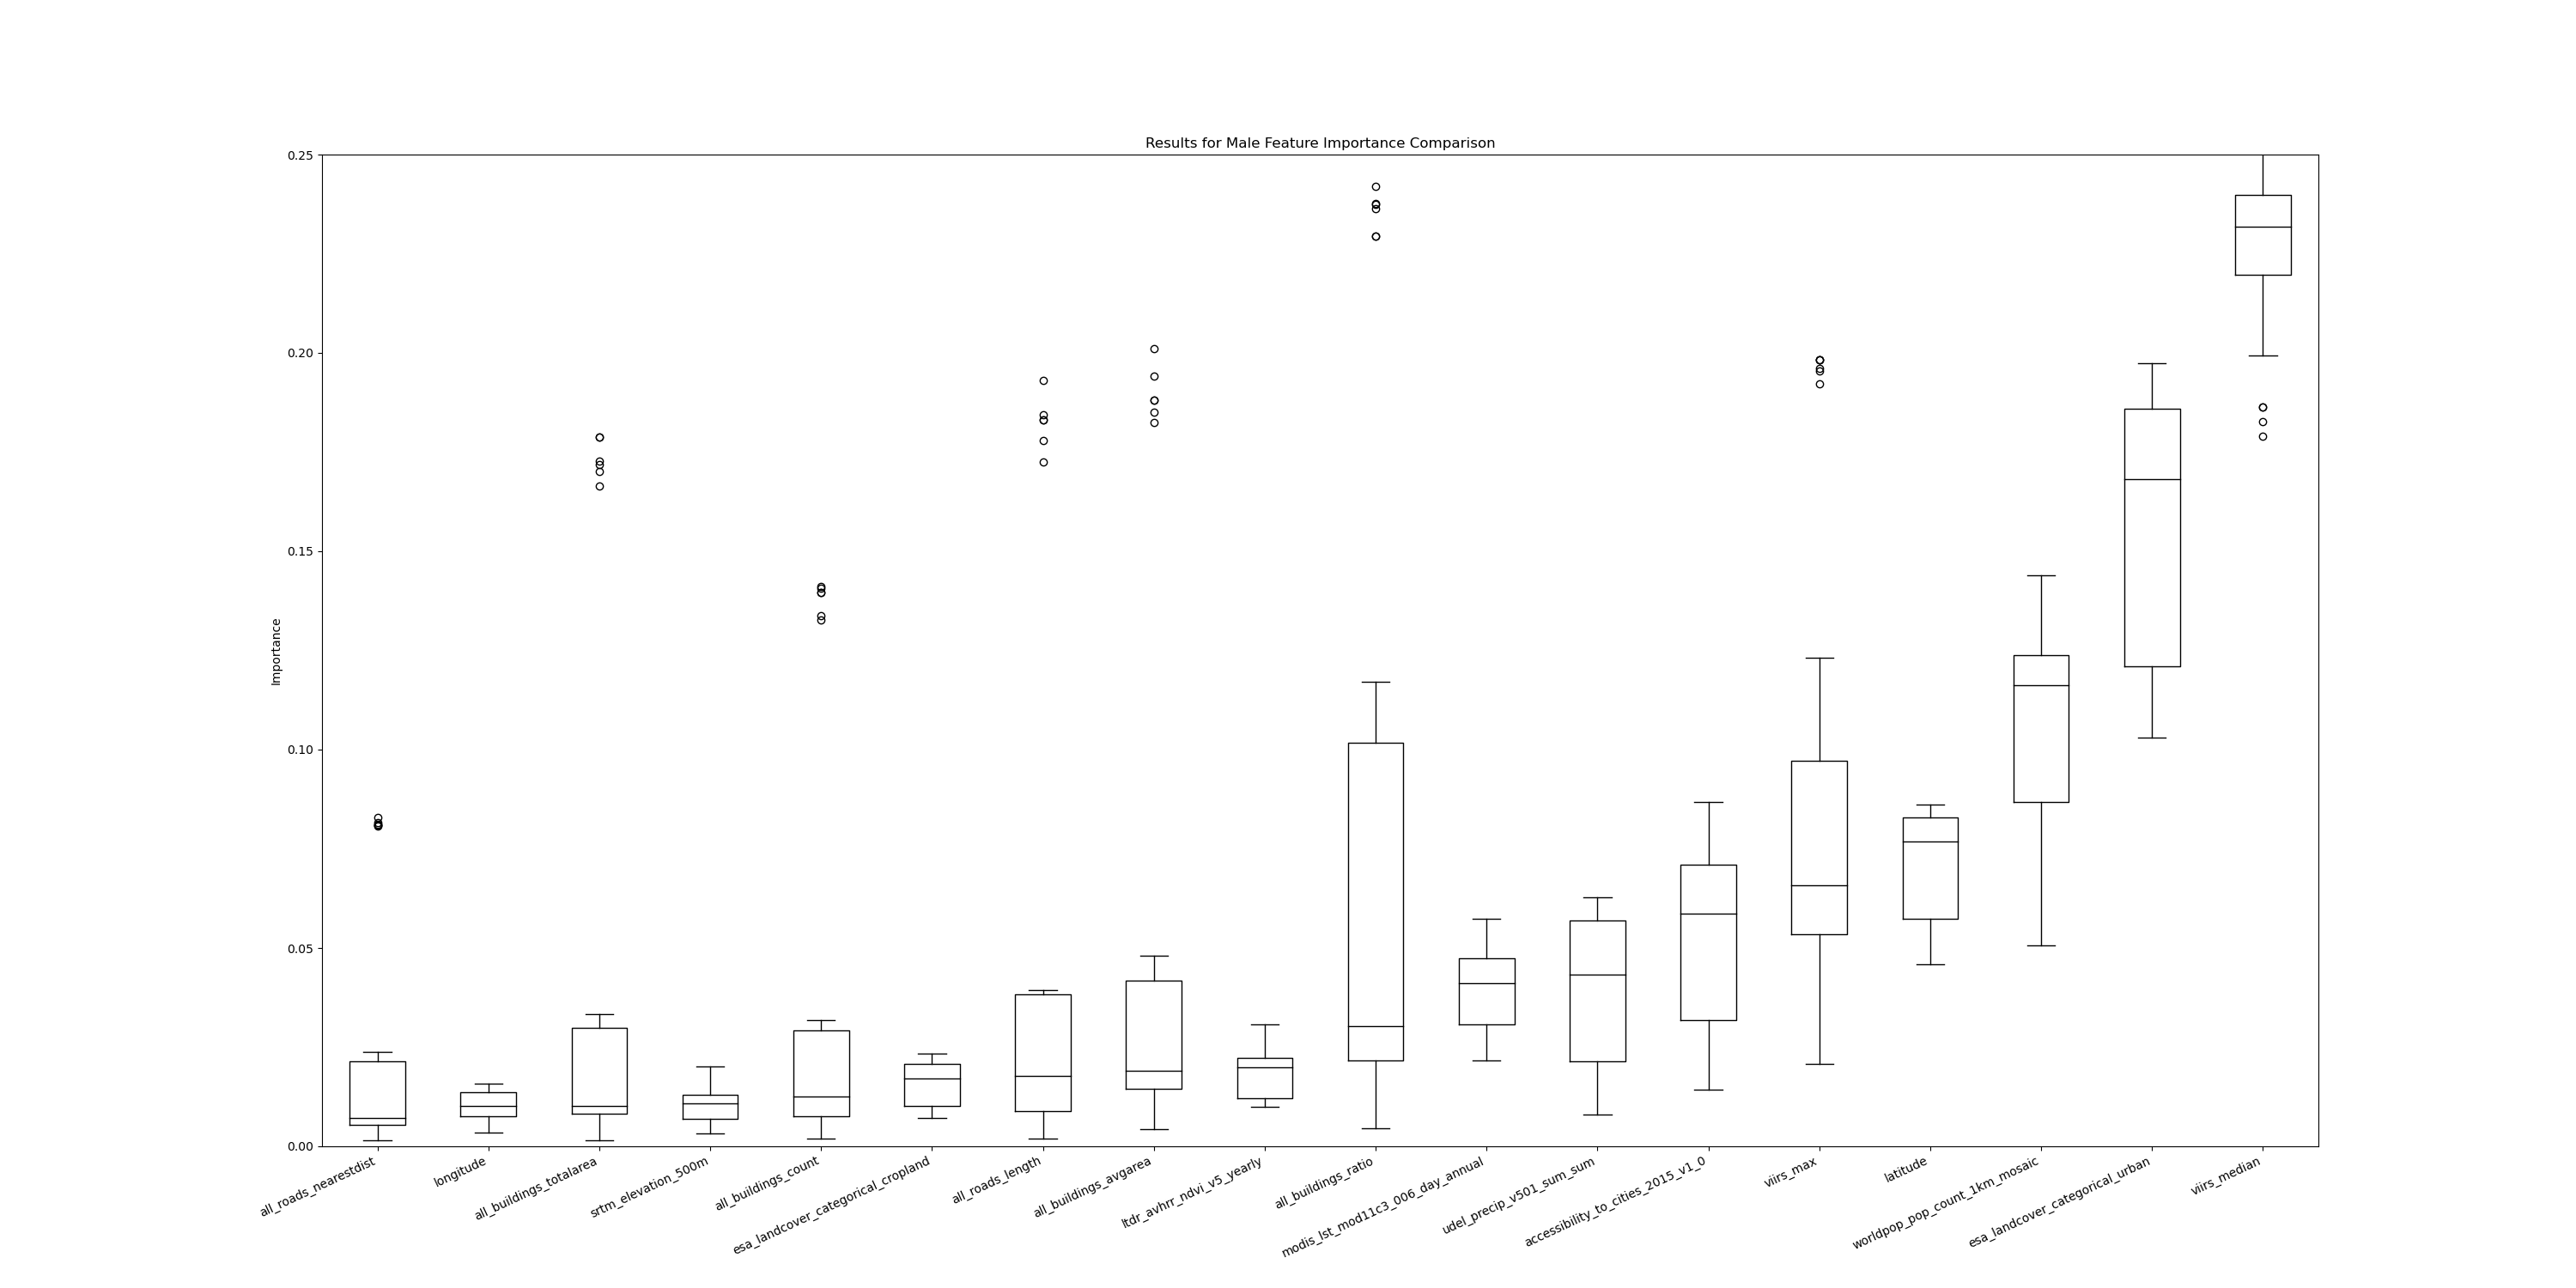 Results for Male Feature Importance Comparison
0.25
0.20
0.15
0.10
0.05
0.00
Importance
all_roads_nearestdist
longitude
all_buildings_totalarea
srtm_elevation_500m
all_buildings_count
esa_landcover_categorical_cropland
all_roads_length
all_buildings_avgarea
ltdr_avhrr_ndvi_v5_yearly
all_buildings_ratio
modis_lst_mod11c3_006_day_annual
udel_precip_v501_sum_sum
accessibility_to_cities_2015_v1_0
viirs_max
latitude
worldpop_pop_count_1km_mosaic
esa_landcover_categorical_urban
viirs_median